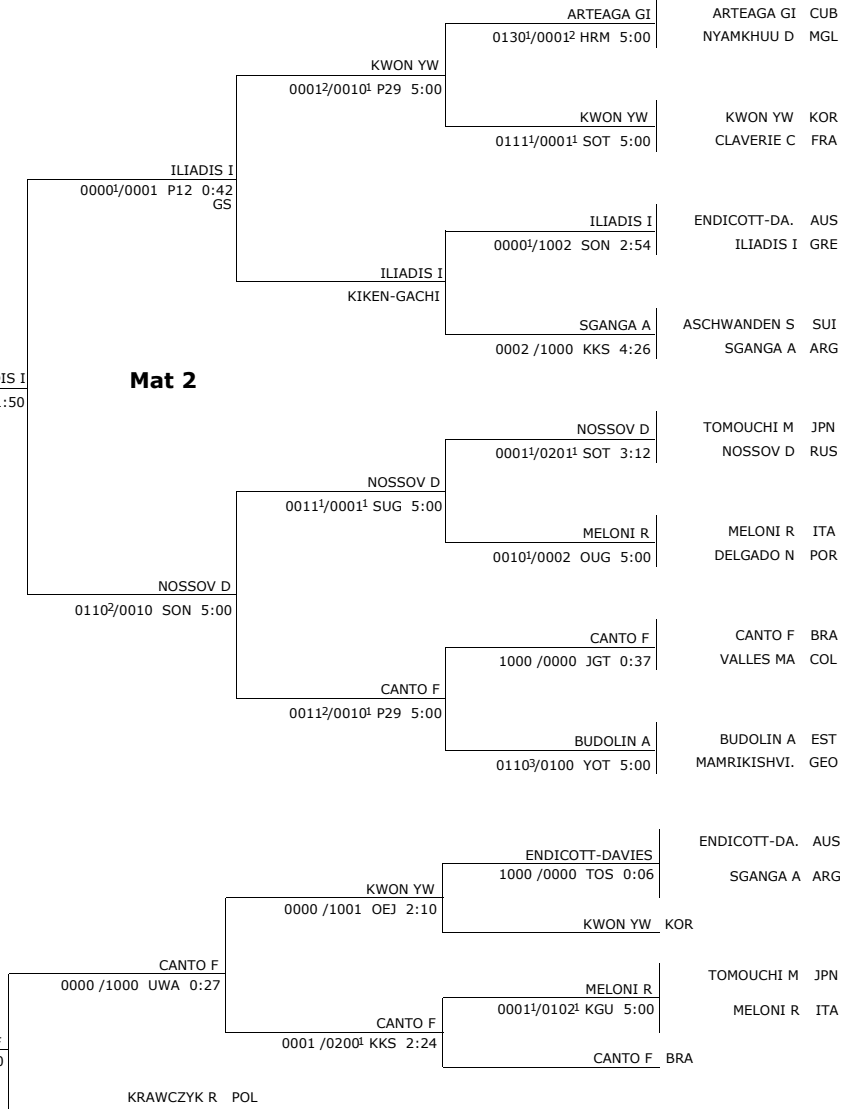 ARTEAGA GI ARTEAGA GI CUB
0130¹/0001² HRM 5:00 NYAMKHUU D MGL
KWON YW
0001²/0010¹ P29 5:00
KWON YW KWON YW KOR
0111¹/0001¹ SOT 5:00 CLAVERIE C FRA
ILIADIS I
0000¹/0001 P12 0:42
GS
ILIADIS I ENDICOTT-DA. AUS
0000¹/1002 SON 2:54 ILIADIS I GRE
ILIADIS I
KIKEN-GACHI
SGANGA A ASCHWANDEN S SUI
0002 /1000 KKS 4:26 SGANGA A ARG
IS I Mat 2
:50
NOSSOV D TOMOUCHI M JPN
0001¹/0201¹ SOT 3:12 NOSSOV D RUS
NOSSOV D
0011¹/0001¹ SUG 5:00
MELONI R MELONI R ITA
0010¹/0002 OUG 5:00 DELGADO N POR
NOSSOV D
0110²/0010 SON 5:00
CANTO F CANTO F BRA
1000 /0000 JGT 0:37 VALLES MA COL
CANTO F
0011²/0010¹ P29 5:00
BUDOLIN A BUDOLIN A EST
0110³/0100 YOT 5:00 MAMRIKISHVI. GEO
ENDICOTT-DA. AUS
ENDICOTT-DAVIES
1000 /0000 TOS 0:06 SGANGA A ARG
KWON YW
0000 /1001 OEJ 2:10
KWON YW KOR
CANTO F
0000 /1000 UWA 0:27
TOMOUCHI M JPN
MELONI R
0001¹/0102¹ KGU 5:00 MELONI R ITA
CANTO F
0001 /0200¹ KKS 2:24
CANTO F BRA
KRAWCZYK R POL